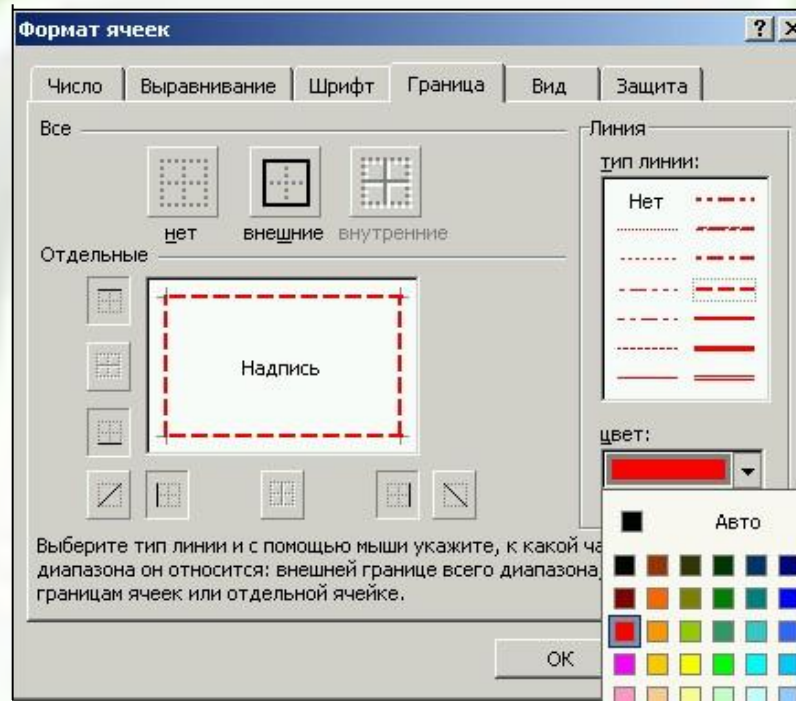 Формат ячеек ? X
Число Выравнивание Шрифт Граница Вид Защита
Все
нет внешние внутренние
Отдельные
Надпись
Линия
тип линии:
Нет
цвет:
Авто
Выберите тип линии и с помощью мыши укажите, к какой
диапазона он относится: внешней границе всего диапазона,
границам ячеек или отдельной ячейке.
ОК